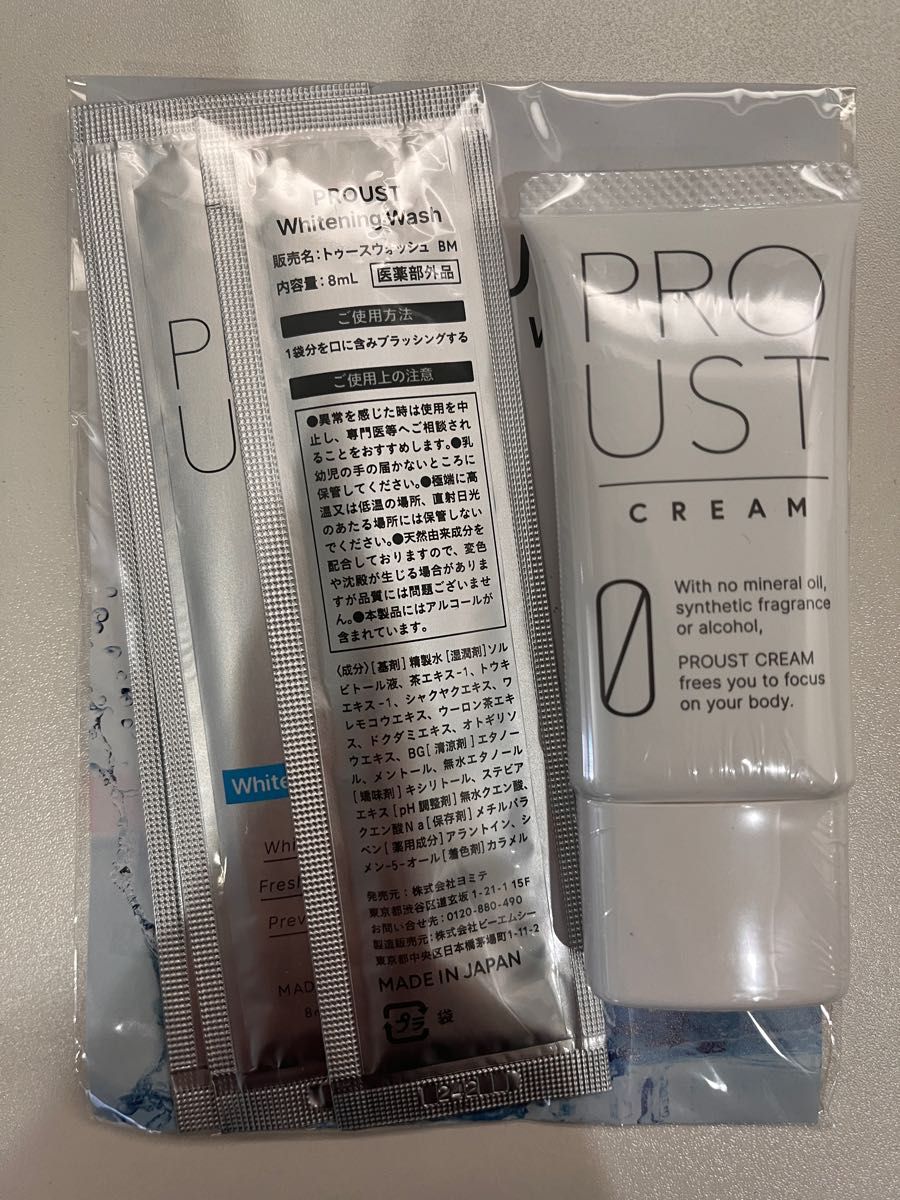 PROUST
Whitening Wash
販売名：トゥースウォッシュ BM
内容量：8mL 医薬部外品
ご使用方法
1袋分を口に含みブラッシングする
ご使用上の注意
●異常を感じた時は使用を中
止し、専門医等へご相談され
ることをおすすめします。●乳
幼児の手の届かないところに
保管してください。●極端に高
温又は低温の場所、直射日光
のあたる場所には保管しない
でください。●天然由来成分を
配合しておりますので、変色
や沈殿が生じる場合がありま
すが品質には問題ございませ
ん。●本製品にはアルコールが
含まれています。
〈成分〉[基剤]精製水[湿潤剤]ソル
ビトール液、茶エキス-1、トウキ
エキス-1、シャクヤクエキス、ワ
レモコウエキス、ウーロン茶エキ
ス、ドクダミエキス、オトギリソ
ウエキス、BG[清涼剤]エタノー
ル、メントール、無水エタノール
[矯味剤]キシリトール、ステビア
エキス[pH調整剤]無水クエン酸、
クエン酸Na[保存剤]メチルパラ
ベン[薬用成分]アラントイン、シ
メン-5-オール[着色剤]カラメル
発売元：株式会社ヨミテ
東京都渋谷区道玄坂1-21-1 15F
お問い合せ先：0120-880-490
製造販売元：株式会社ビーエムシー
東京都中央区日本橋茅場町1-11-2
MADE IN JAPAN
プラ 袋
P
U
White
Whi
Fresh
Prev
MAD
PRO
UST
CREAM
0
With no mineral oil,
synthetic fragrance
or alcohol,
PROUST CREAM
frees you to focus
on your body.